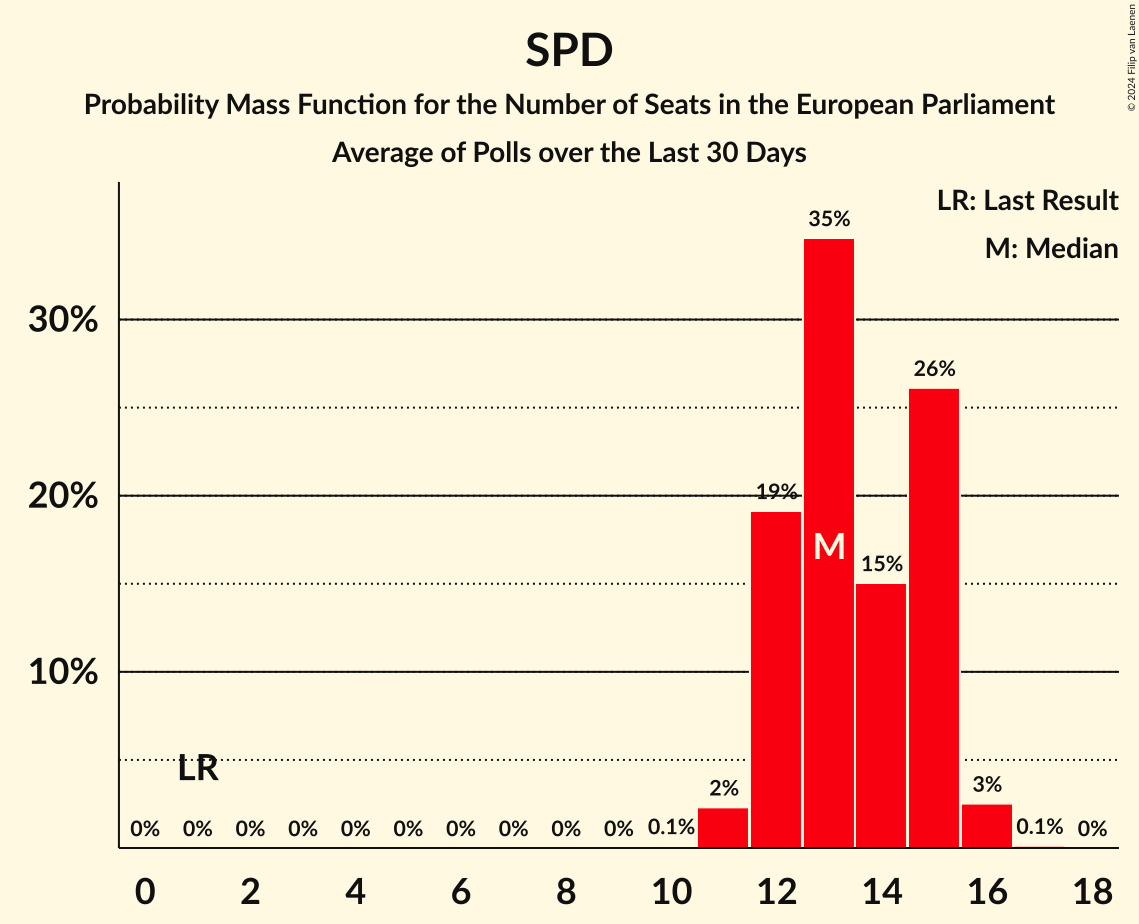 SPD
Probability Mass Function for the Number of Seats in the European Parliament
Average of Polls over the Last 30 Days
© 2024 Filip van Laenen
LR: Last Result
M: Median
30%
20%
10%
35%
26%
19%
M
15%
LR
0% 0% 0% 0% 0% 0% 0% 0% 0% 0% 0.1% 2% 3% 0.1% 0%
0 2 4 6 8 10 12 14 16 18